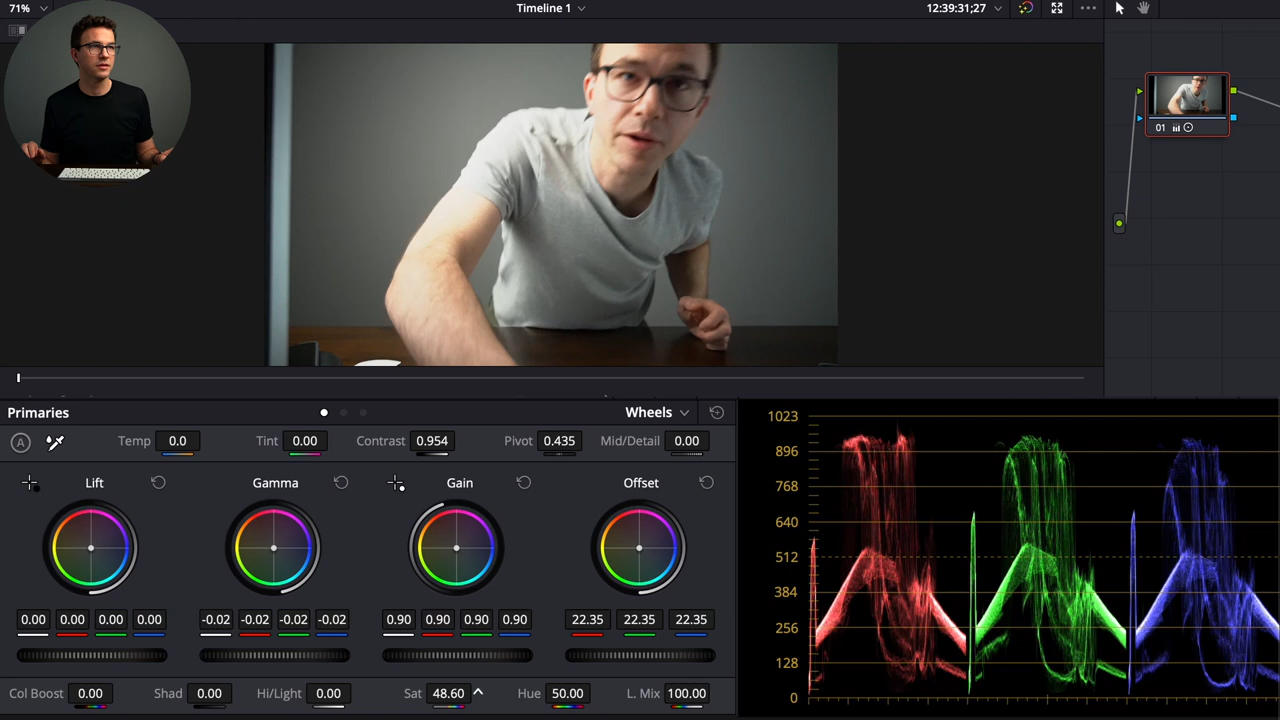 71% Timeline 1 12:39:31;27
01
Primaries Wheels
A Temp 0.0 Tint 0.00 Contrast 0.954 Pivot 0.435 Mid/Detail 0.00
Lift Gamma Gain Offset
0.00 0.00 0.00 0.00 -0.02 -0.02 -0.02 -0.02 0.90 0.90 0.90 0.90 22.35 22.35 22.35
Col Boost 0.00 Shad 0.00 Hi/Light 0.00 Sat 48.60 Hue 50.00 L. Mix 100.00
1023
896
768
640
512
384
256
128
0